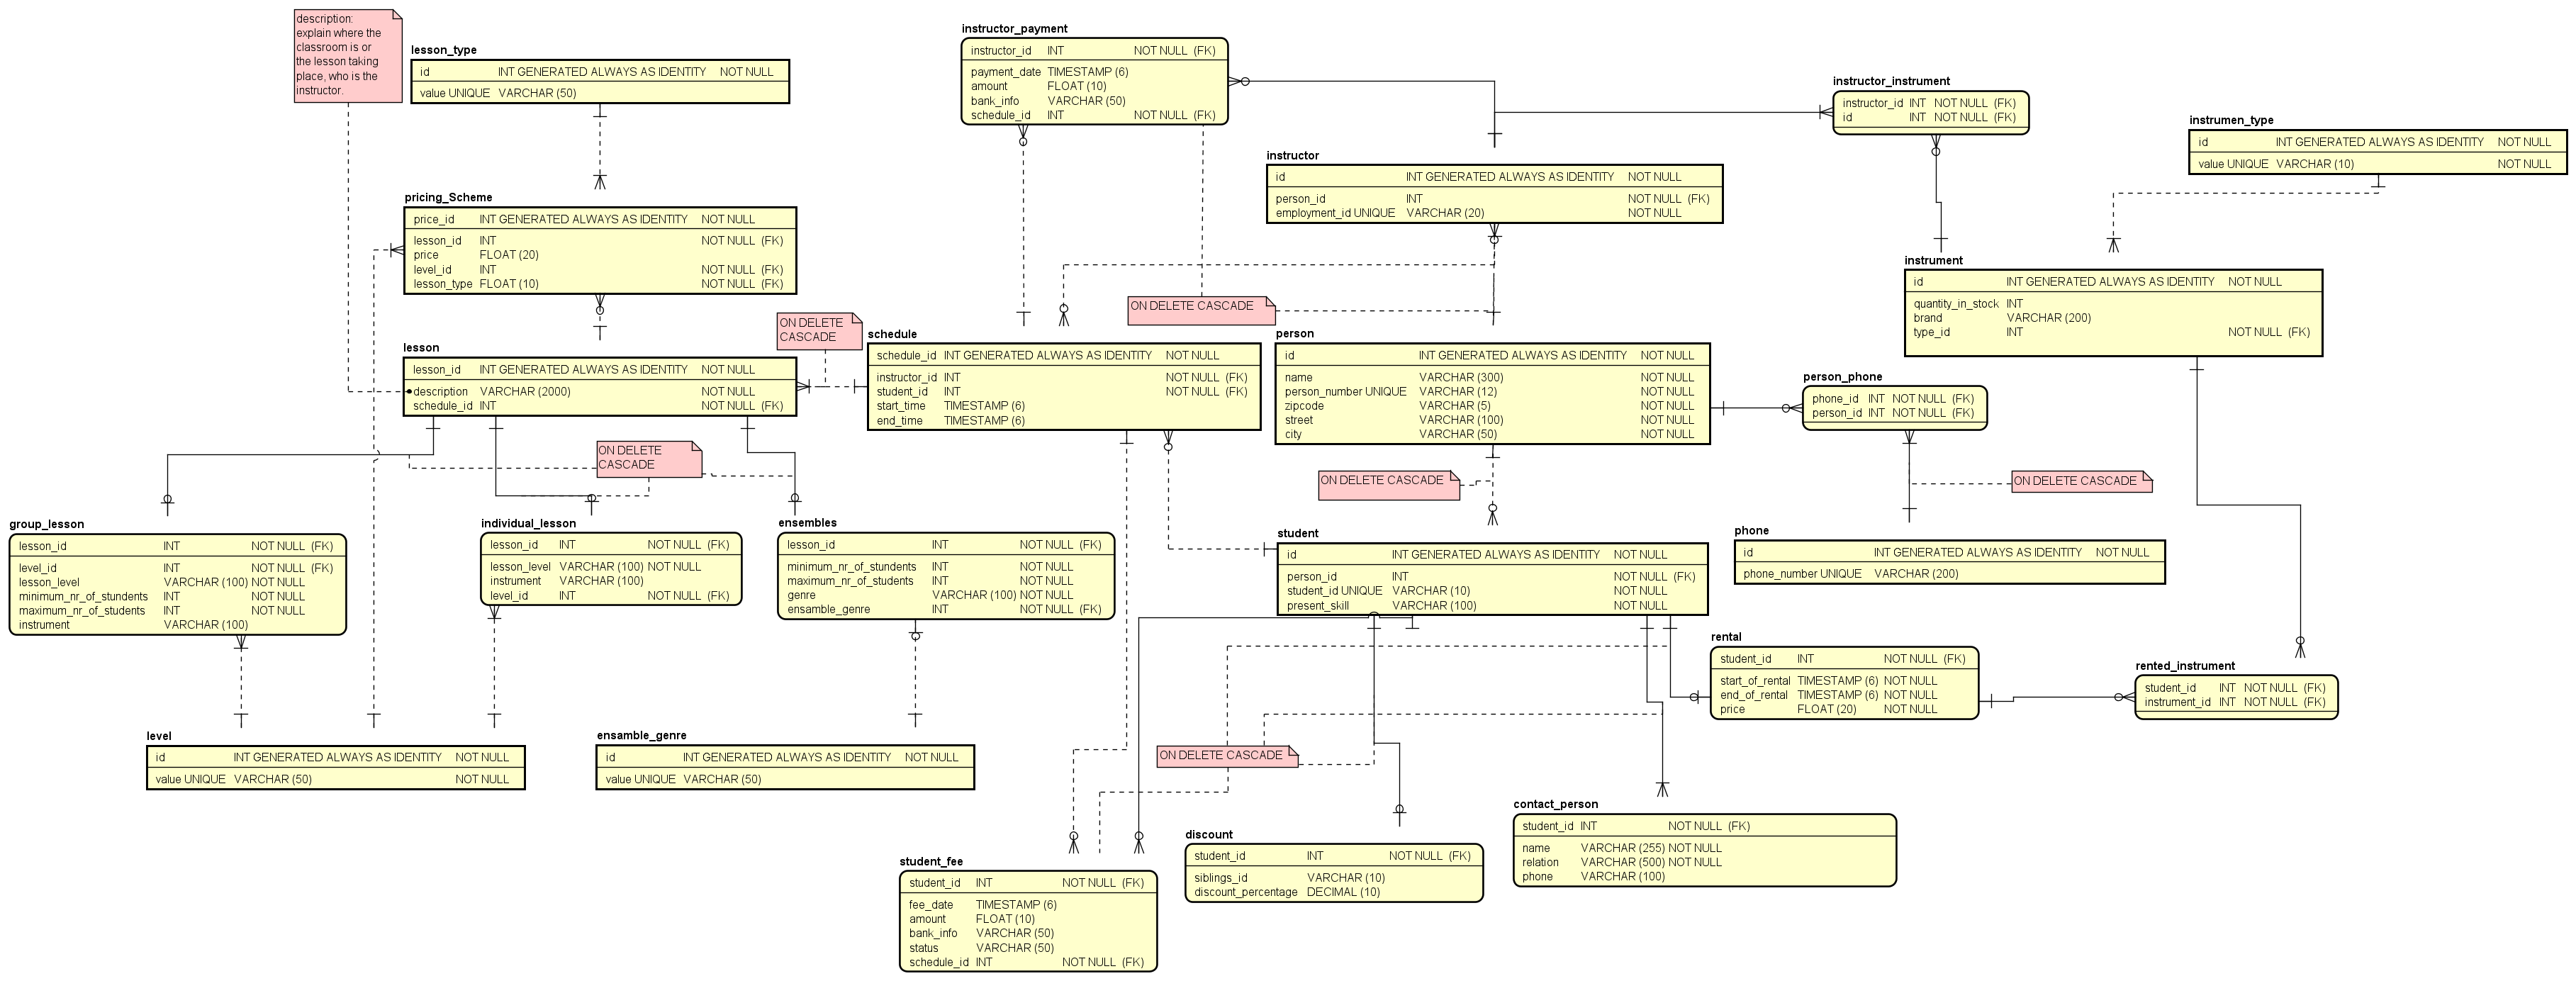 description:
explain where the
classroom is or
the lesson taking
place, who is the
instructor.
lesson_type
id INT GENERATED ALWAYS AS IDENTITY NOT NULL
value UNIQUE VARCHAR (50)
instructor_payment
instructor_id INT NOT NULL (FK)
payment_date TIMESTAMP (6)
amount FLOAT (10)
bank_info VARCHAR (50)
schedule_id INT NOT NULL (FK)
instructor_instrument
instructor_id INT NOT NULL (FK)
id INT NOT NULL (FK)
instrumen_type
id INT GENERATED ALWAYS AS IDENTITY NOT NULL
value UNIQUE VARCHAR (10) NOT NULL
instructor
id INT GENERATED ALWAYS AS IDENTITY NOT NULL
person_id INT NOT NULL (FK)
employment_id UNIQUE VARCHAR (20) NOT NULL
pricing_Scheme
price_id INT GENERATED ALWAYS AS IDENTITY NOT NULL
lesson_id INT NOT NULL (FK)
price FLOAT (20)
level_id INT NOT NULL (FK)
lesson_type FLOAT (10) NOT NULL (FK)
instrument
id INT GENERATED ALWAYS AS IDENTITY NOT NULL
quantity_in_stock INT
brand VARCHAR (200)
type_id INT NOT NULL (FK)
ON DELETE CASCADE
ON DELETE
CASCADE
lesson
lesson_id INT GENERATED ALWAYS AS IDENTITY NOT NULL
description VARCHAR (2000) NOT NULL
schedule_id INT NOT NULL (FK)
schedule
schedule_id INT GENERATED ALWAYS AS IDENTITY NOT NULL
instructor_id INT NOT NULL (FK)
student_id INT NOT NULL (FK)
start_time TIMESTAMP (6)
end_time TIMESTAMP (6)
person
id INT GENERATED ALWAYS AS IDENTITY NOT NULL
name VARCHAR (300) NOT NULL
person_number UNIQUE VARCHAR (12) NOT NULL
zipcode VARCHAR (5) NOT NULL
street VARCHAR (100) NOT NULL
city VARCHAR (50) NOT NULL
person_phone
phone_id INT NOT NULL (FK)
person_id INT NOT NULL (FK)
ON DELETE
CASCADE
ON DELETE CASCADE
ON DELETE CASCADE
group_lesson
lesson_id INT NOT NULL (FK)
level_id INT NOT NULL (FK)
lesson_level VARCHAR (100) NOT NULL
minimum_nr_of_stundents INT NOT NULL
maximum_nr_of_students INT NOT NULL
instrument VARCHAR (100)
individual_lesson
lesson_id INT NOT NULL (FK)
lesson_level VARCHAR (100) NOT NULL
instrument VARCHAR (100)
level_id INT NOT NULL (FK)
ensembles
lesson_id INT NOT NULL (FK)
minimum_nr_of_stundents INT NOT NULL
maximum_nr_of_students INT NOT NULL
genre VARCHAR (100) NOT NULL
ensamble_genre INT NOT NULL (FK)
student
id INT GENERATED ALWAYS AS IDENTITY NOT NULL
person_id INT NOT NULL (FK)
student_id UNIQUE VARCHAR (10) NOT NULL
present_skill VARCHAR (100) NOT NULL
phone
id INT GENERATED ALWAYS AS IDENTITY NOT NULL
phone_number UNIQUE VARCHAR (200)
rental
student_id INT NOT NULL (FK)
start_of_rental TIMESTAMP (6) NOT NULL
end_of_rental TIMESTAMP (6) NOT NULL
price FLOAT (20) NOT NULL
rented_instrument
student_id INT NOT NULL (FK)
instrument_id INT NOT NULL (FK)
level
id INT GENERATED ALWAYS AS IDENTITY NOT NULL
value UNIQUE VARCHAR (50) NOT NULL
ensamble_genre
id INT GENERATED ALWAYS AS IDENTITY NOT NULL
value UNIQUE VARCHAR (50)
ON DELETE CASCADE
contact_person
student_id INT NOT NULL (FK)
name VARCHAR (255) NOT NULL
relation VARCHAR (500) NOT NULL
phone VARCHAR (100)
discount
student_id INT NOT NULL (FK)
siblings_id VARCHAR (10)
discount_percentage DECIMAL (10)
student_fee
student_id INT NOT NULL (FK)
fee_date TIMESTAMP (6)
amount FLOAT (10)
bank_info VARCHAR (50)
status VARCHAR (50)
schedule_id INT NOT NULL (FK)